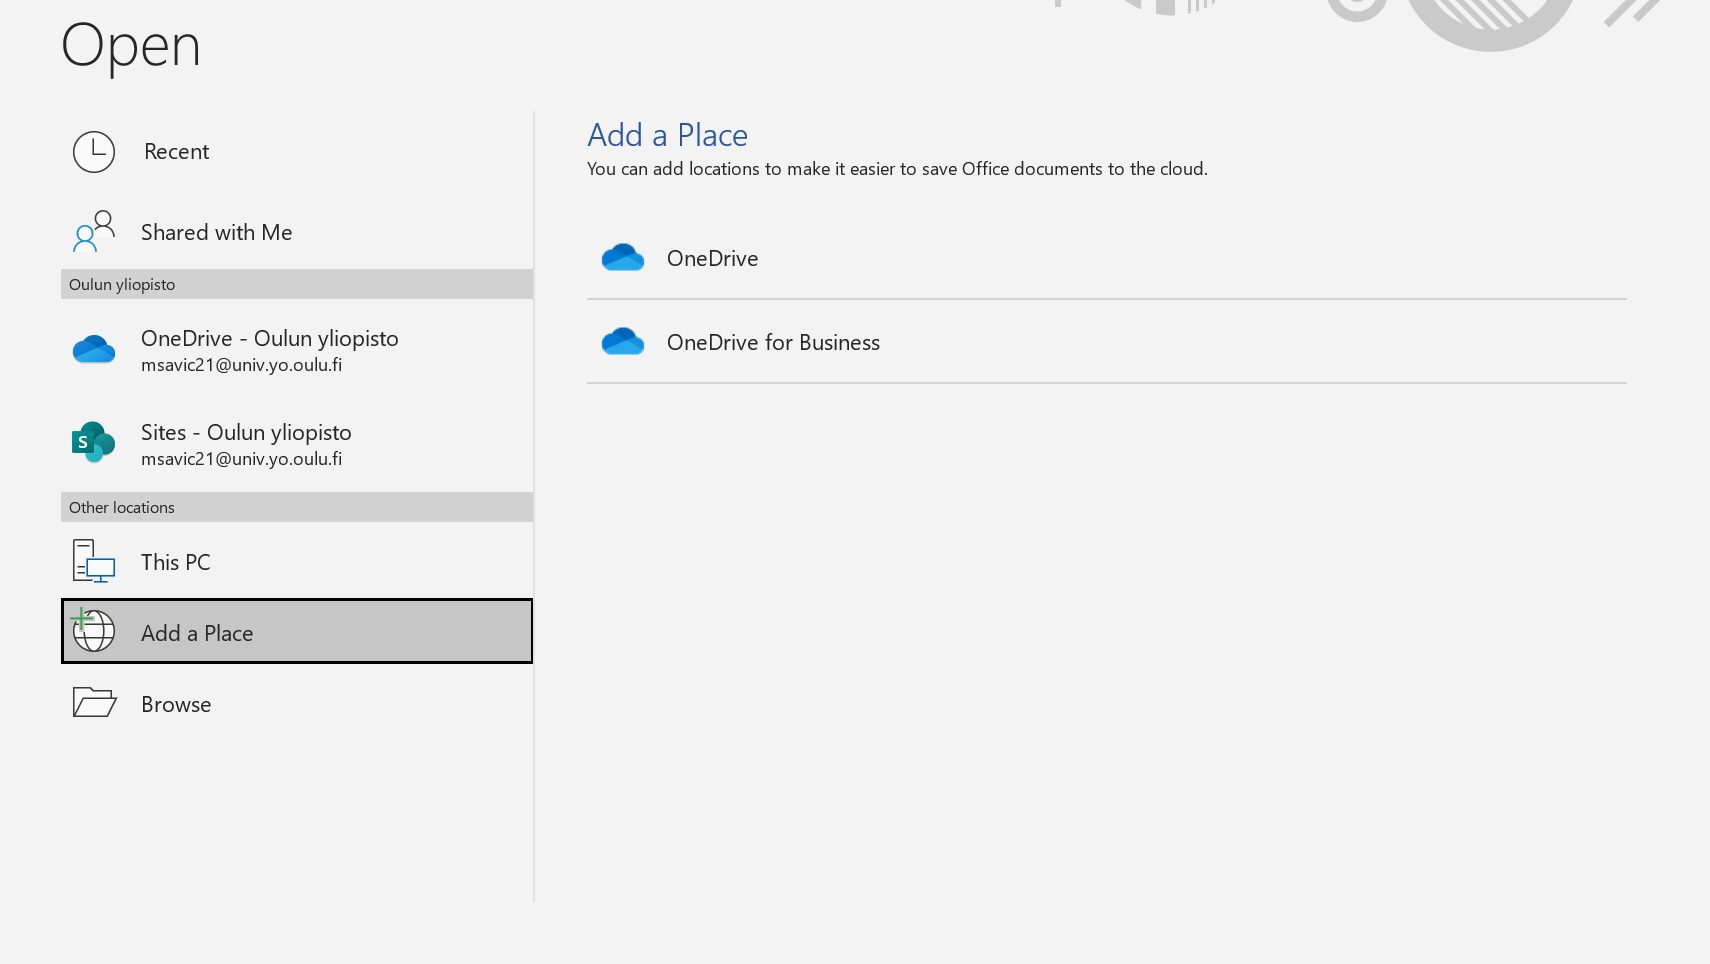 Open
Recent
Shared with Me
Oulun yliopisto
OneDrive - Oulun yliopisto
msavic21@univ.yo.oulu.fi
S
Sites - Oulun yliopisto
msavic21@univ.yo.oulu.fi
Other locations
This PC
Add a Place
Browse
Add a Place
You can add locations to make it easier to save Office documents to the cloud.
OneDrive
OneDrive for Business